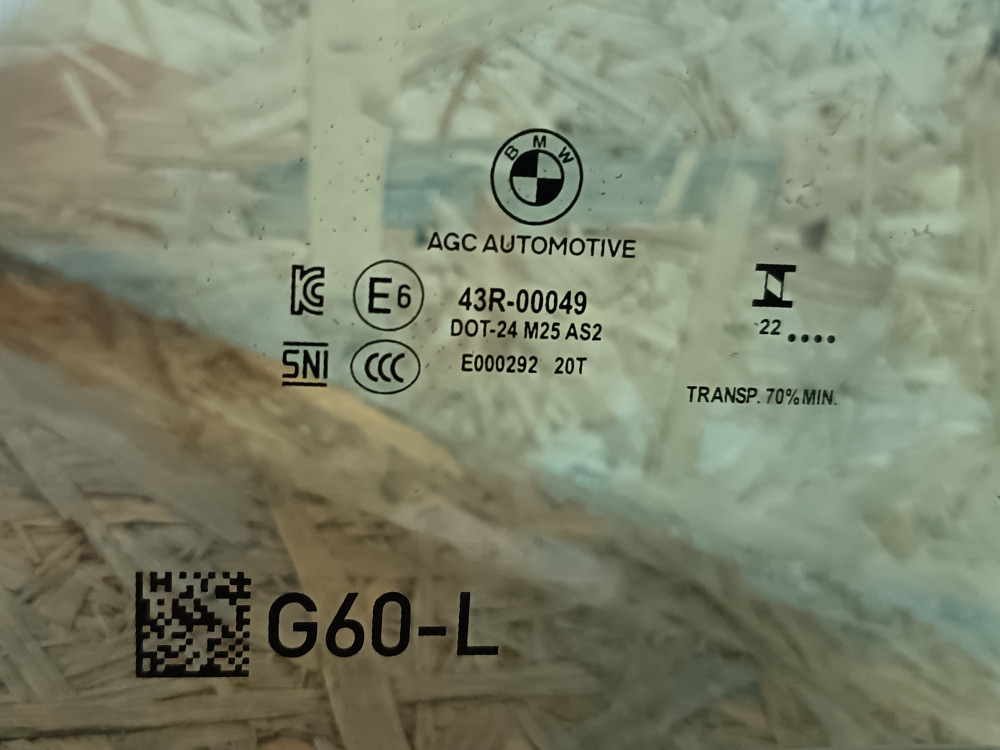 BMW
AGC AUTOMOTIVE
E6
43R-00049
DOT-24 M25 AS2
SNI
CCC
E000292 20T
22 ....
TRANSP. 70% MIN.
G60-L